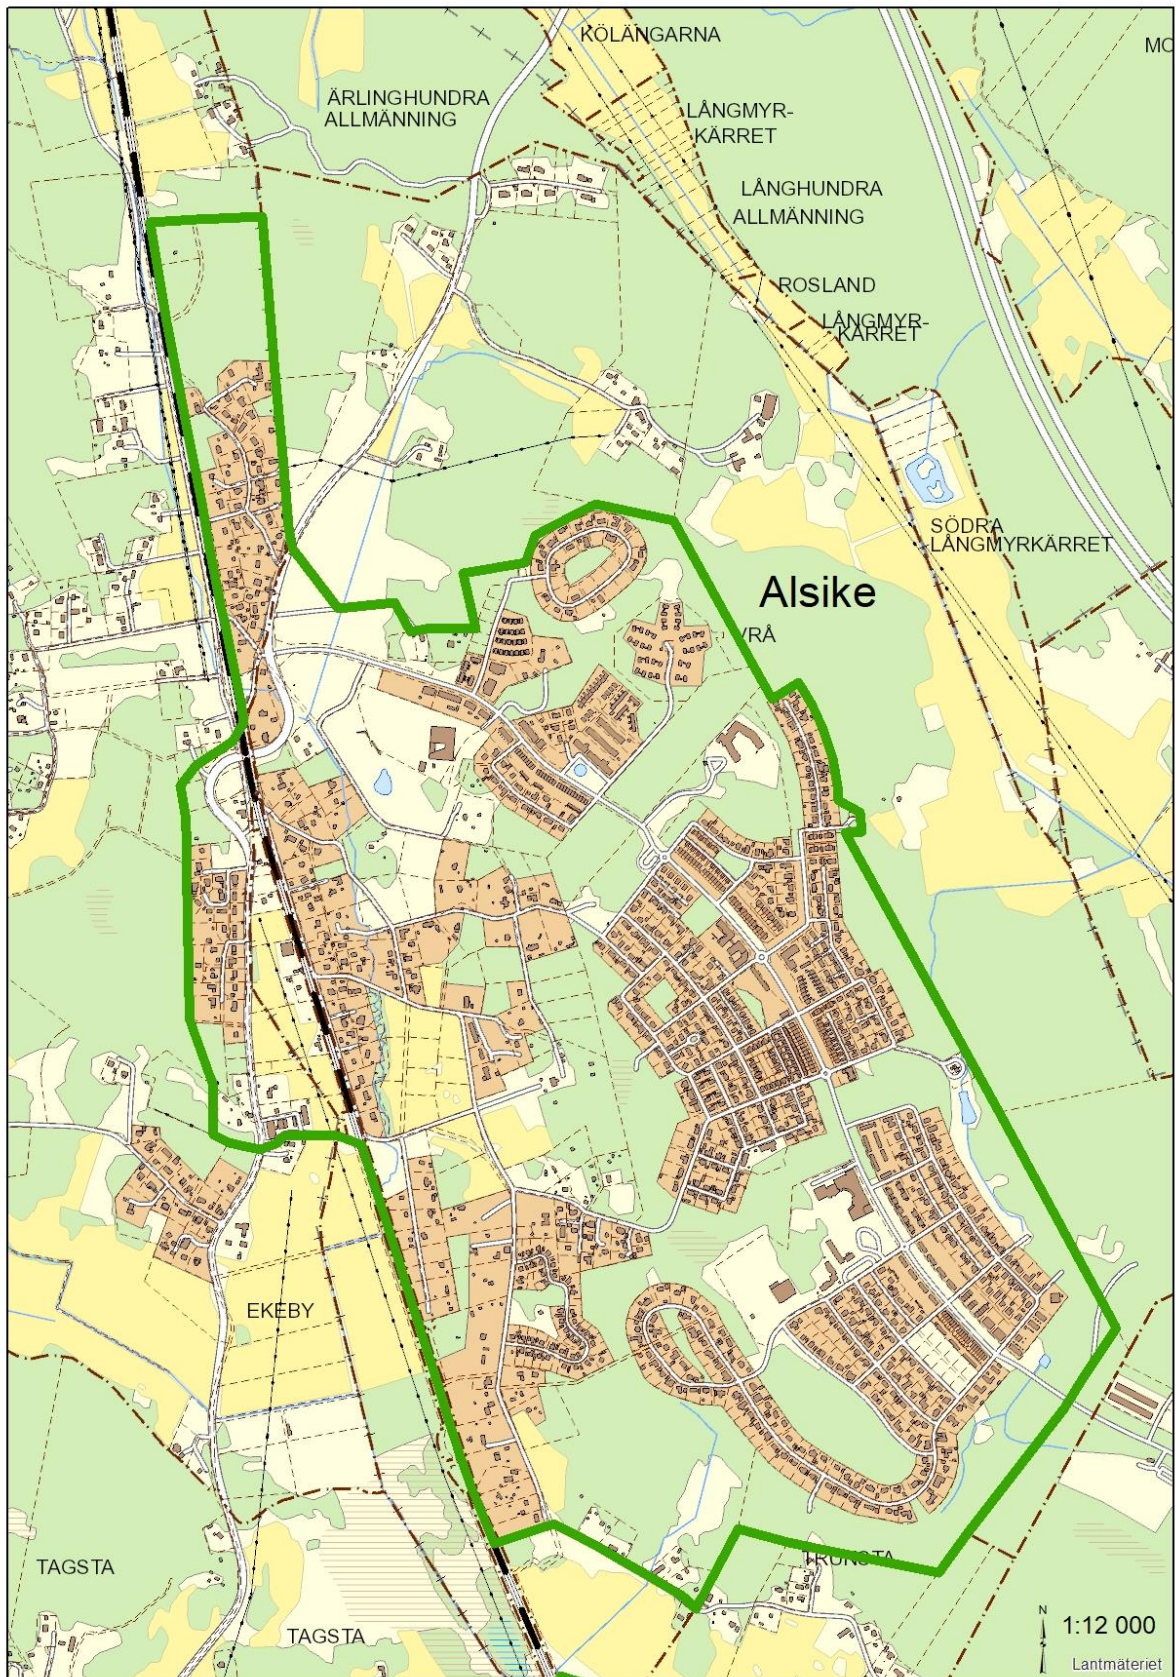 KÖLÄNGARNA
MO
ÄRLINGHUNDRA
ALLMÄNNING
LÅNGMYR-
KÄRRET
LÅNGHUNDRA
ALLMÄNNING
ROSLAND
LÅNGMYR-
KÄRRET
SÖDRA
LÅNGMYRKÄRRET
Alsike
VRÅ
EKEBY
TAGSTA
TRUNSTA
TAGSTA
N
1:12 000
Lantmäteriet